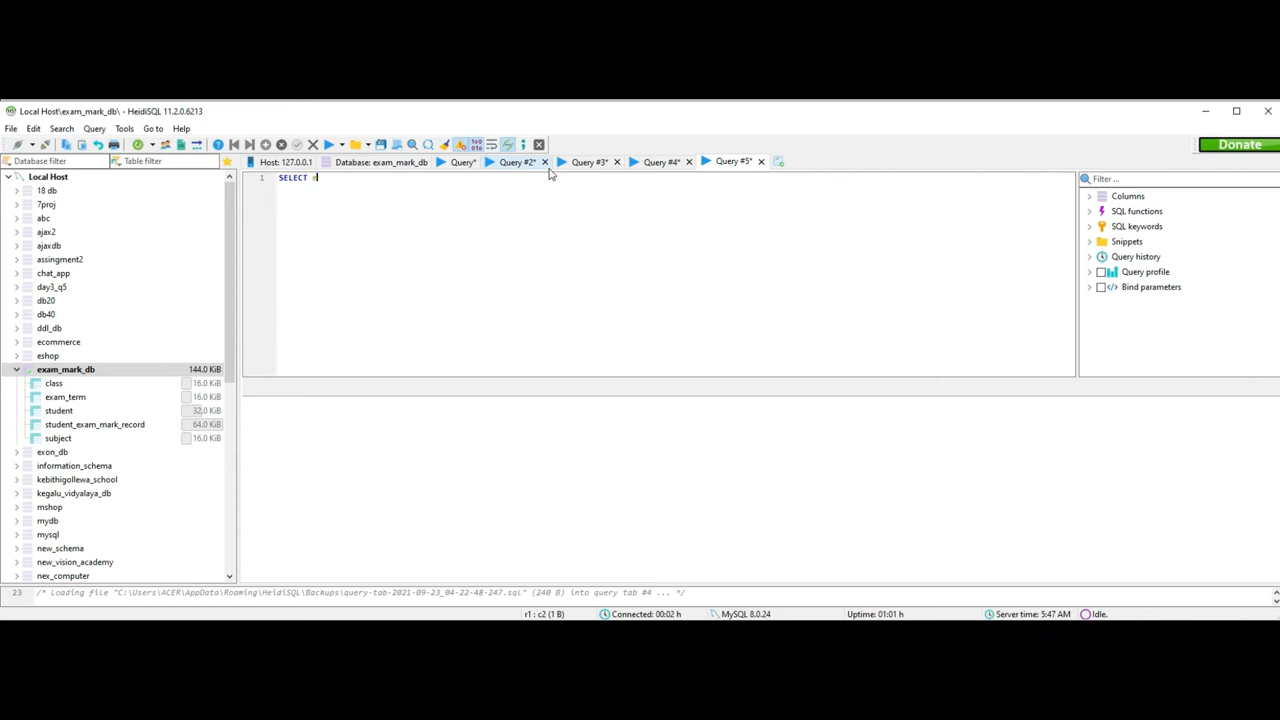 Local Host\exam_mark_db\ - HeidiSQL 11.2.0.6213
File Edit Search Query Tools Go to Help
Donate
Database filter Table filter Host: 127.0.0.1 Database: exam_mark_db Query* Query #2* Query #3* Query #4* Query #5*
1 SELECT
Filter ...
Local Host
18 db
7proj
abc
ajax2
ajaxdb
assingment2
chat_app
day3_q5
db20
db40
ddl_db
ecommerce
eshop
exam_mark_db 144.0 KiB
class 16.0 KiB
exam_term 16.0 KiB
student 32.0 KiB
student_exam_mark_record 64.0 KiB
subject 16.0 KiB
exon_db
information_schema
kebithigollewa_school
kegalu_vidyalaya_db
mshop
mydb
mysql
new_schema
new_vision_academy
nex_computer
Columns
SQL functions
SQL keywords
Snippets
Query history
Query profile
Bind parameters
23 /* Loading file "C:\Users\ACER\AppData\Roaming\HeidiSQL\Backups\query-tab-2021-09-23_04-22-48-247.sql" (240 B) into query tab #4 ... */
r1 : c2 (1 B) Connected: 00:02 h MySQL 8.0.24 Uptime: 01:01 h Server time: 5:47 AM Idle.